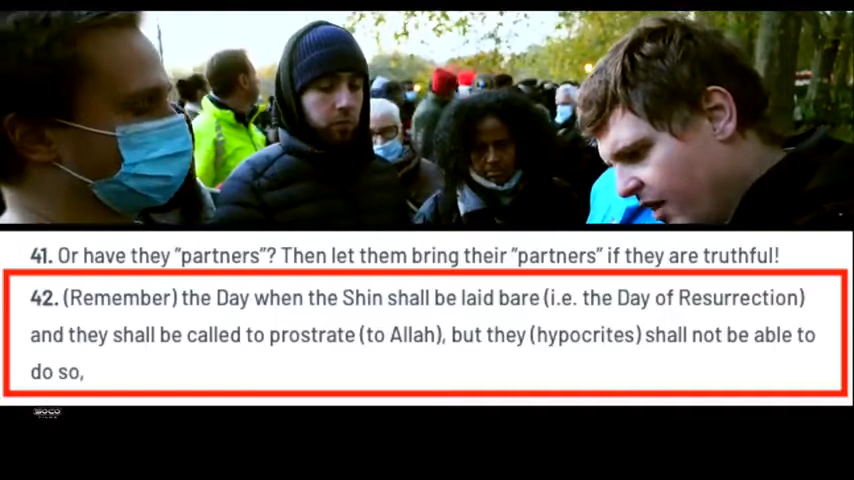 41. Or have they "partners"? Then let them bring their "partners" if they are truthful!
42. (Remember) the Day when the Shin shall be laid bare (i.e. the Day of Resurrection)
and they shall be called to prostrate (to Allah), but they (hypocrites) shall not be able to
do so,
SOCO
FILMS